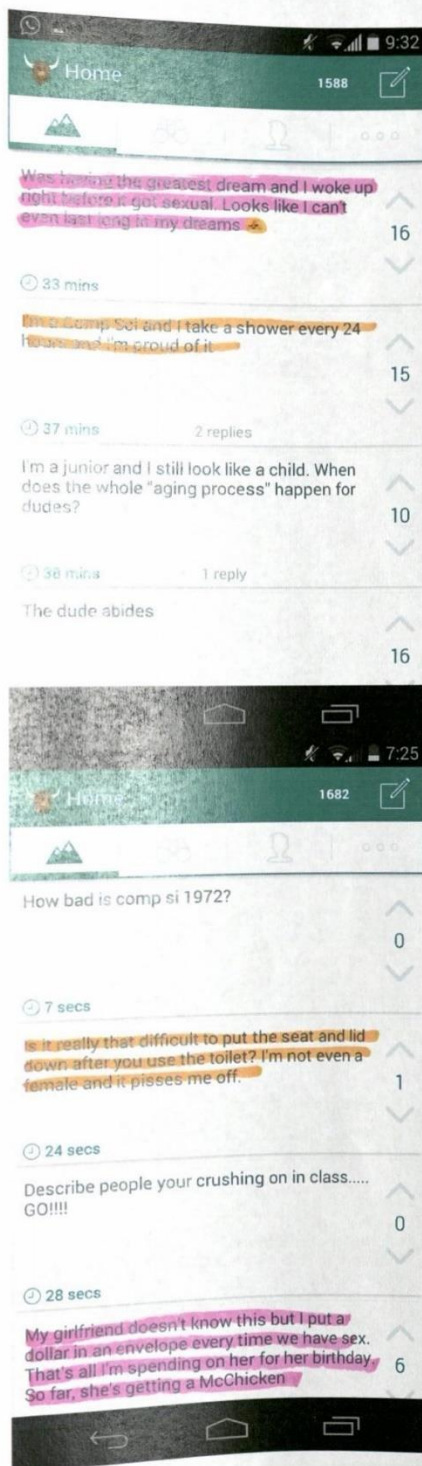 9:32
Home
1588
Was having the greatest dream and I woke up
right before it got sexual. Looks like I can't
even last long in my dreams
16
33 mins
I'm a Comp Sci and I take a shower every 24
hours and I'm proud of it
15
37 mins 2 replies
I'm a junior and I still look like a child. When
does the whole "aging process" happen for
dudes?
10
38 mins 1 reply
The dude abides
16
7:25
Home
1682
How bad is comp si 1972?
0
7 secs
Is it really that difficult to put the seat and lid
down after you use the toilet? I'm not even a
female and it pisses me off.
1
24 secs
Describe people your crushing on in class.....
GO!!!!
0
28 secs
My girlfriend doesn't know this but I put a
dollar in an envelope every time we have sex.
That's all I'm spending on her for her birthday.
So far, she's getting a McChicken
6